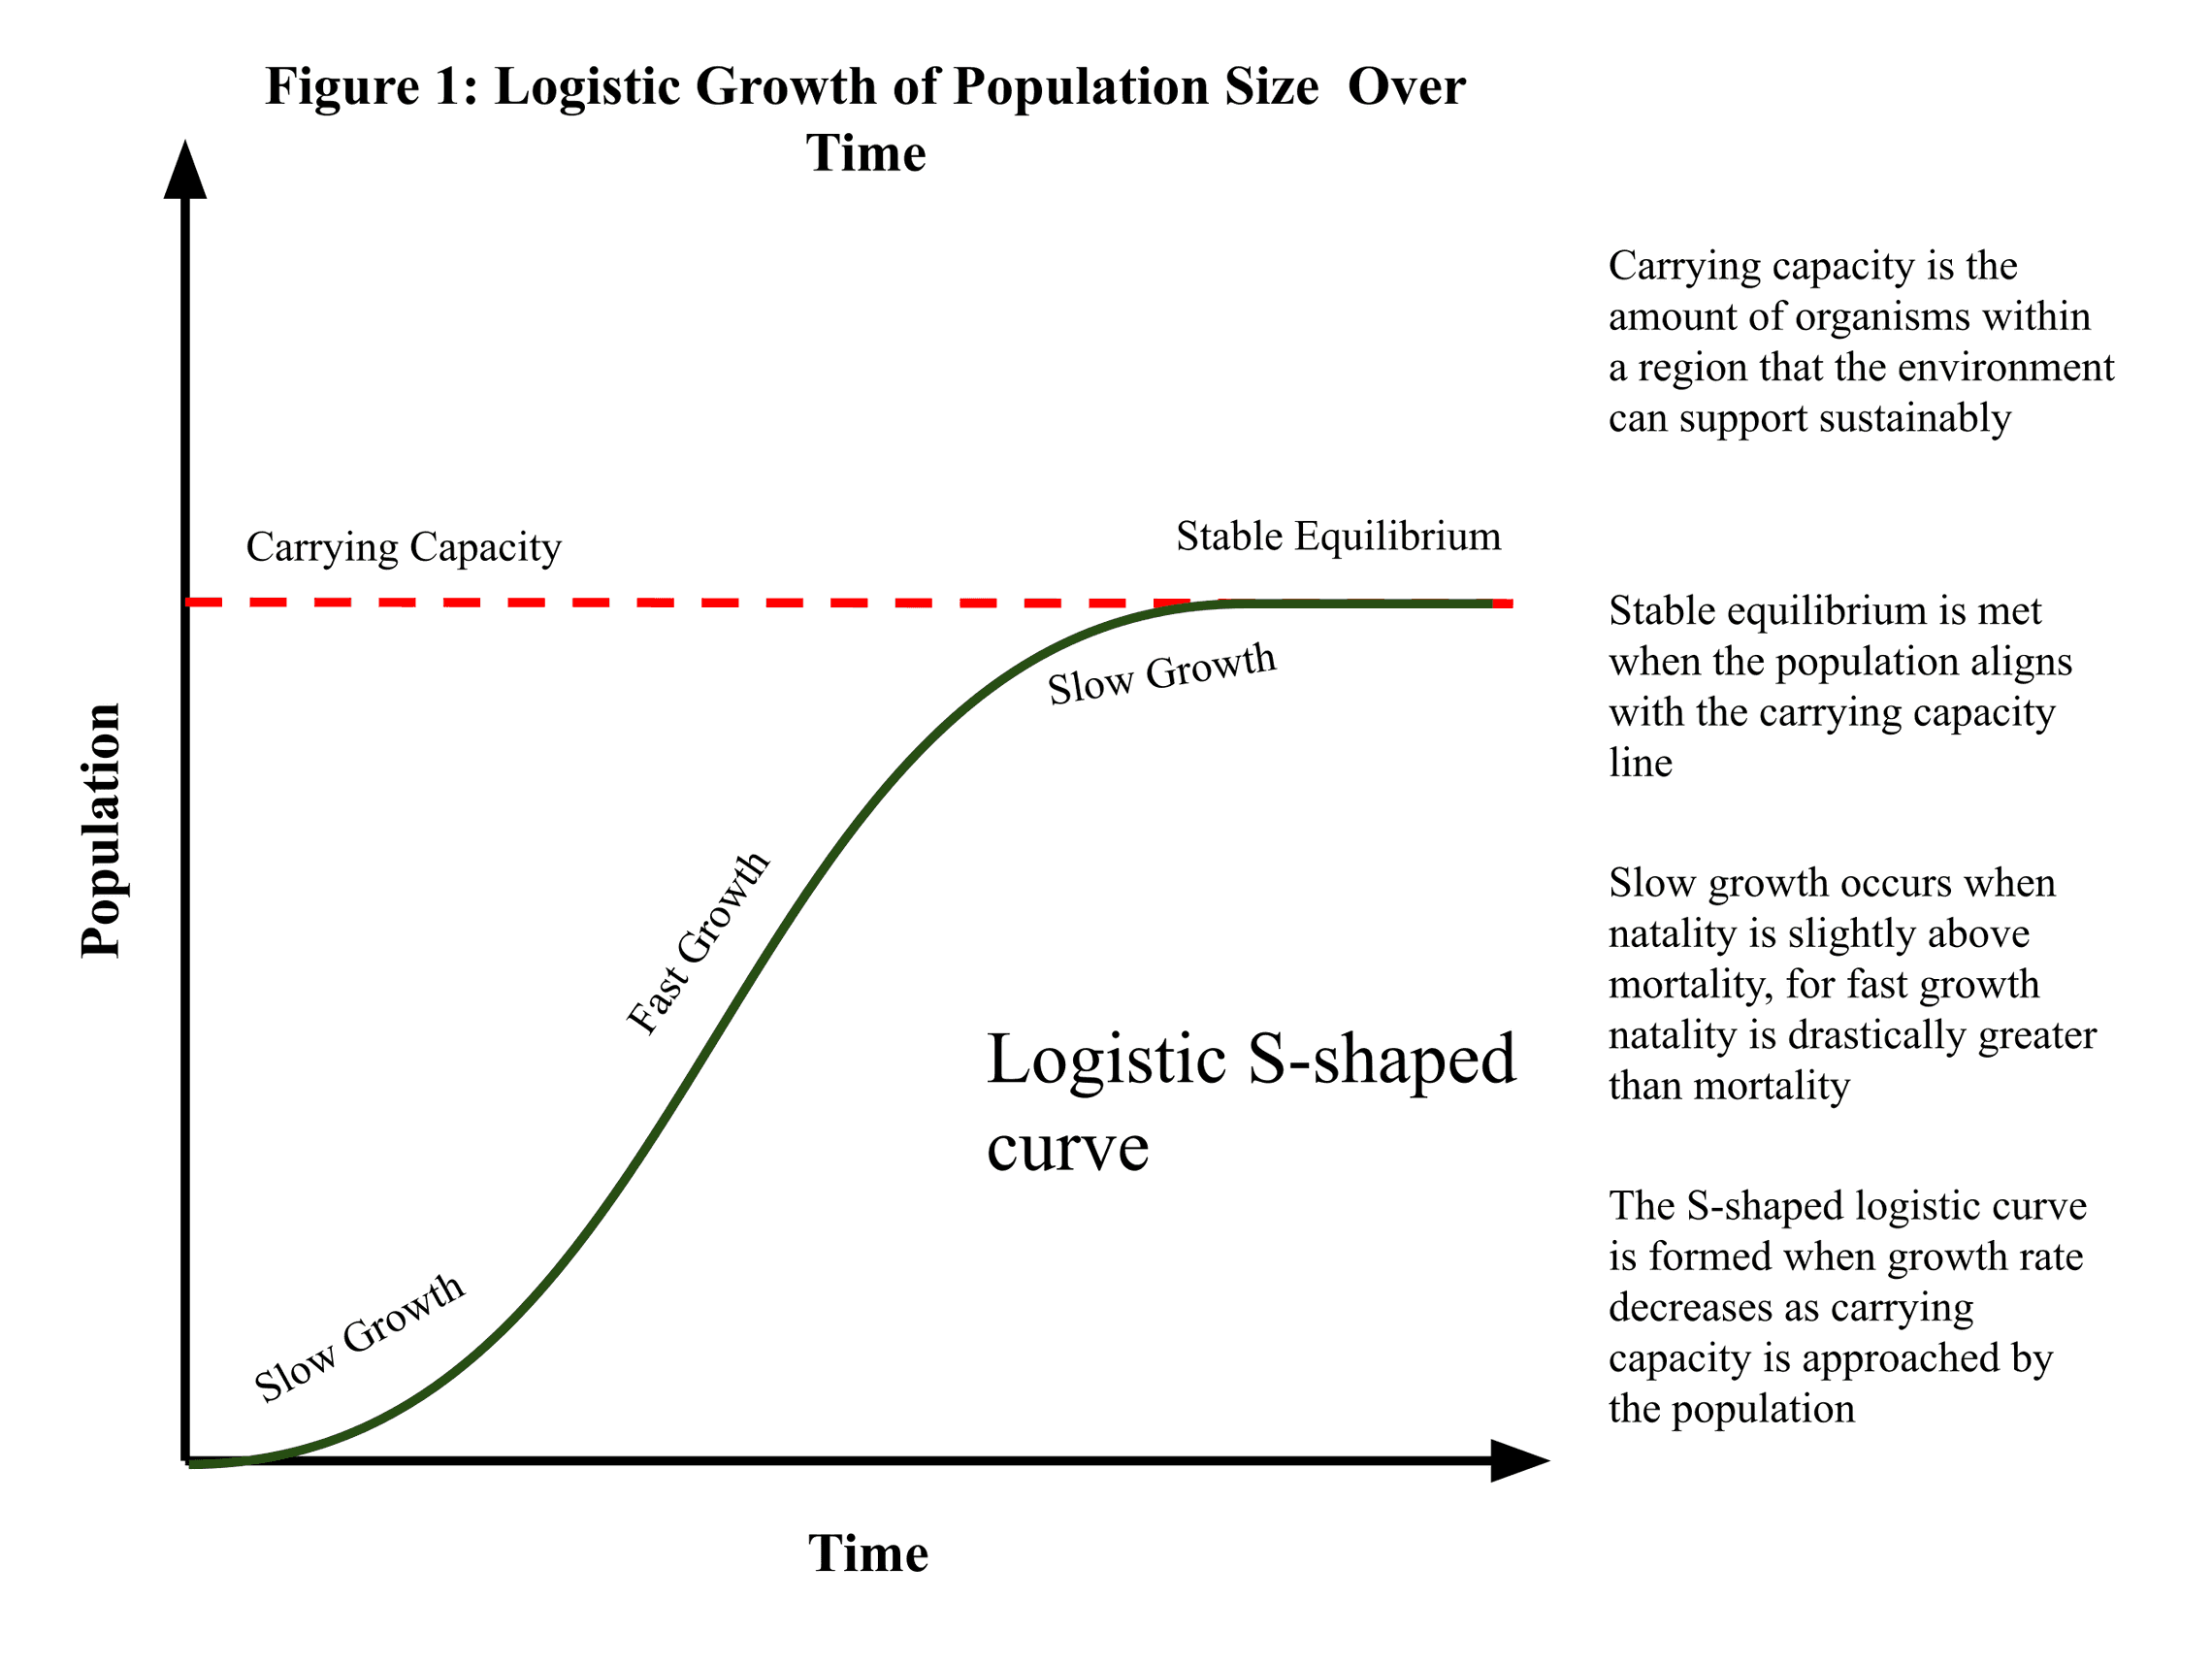 Figure 1: Logistic Growth of Population Size  Over
Time
Carrying capacity is the
amount of organisms within
a region that the environment
can support sustainably
Carrying Capacity
Stable Equilibrium
Stable equilibrium is met
when the population aligns
with the carrying capacity
line
Slow Growth
Population
Fast Growth
Slow growth occurs when
natality is slightly above
mortality, for fast growth
natality is drastically greater
than mortality
Logistic S-shaped
curve
The S-shaped logistic curve
is formed when growth rate
decreases as carrying
capacity is approached by
the population
Slow Growth
Time